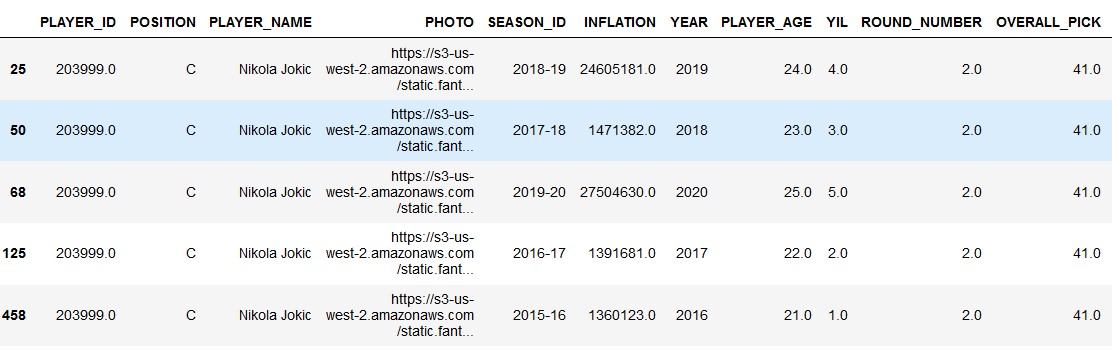 PLAYER_ID POSITION PLAYER_NAME PHOTO SEASON_ID INFLATION YEAR PLAYER_AGE YIL ROUND_NUMBER OVERALL_PICK
https://s3-us-
25 203999.0 C Nikola Jokic west-2.amazonaws.com 2018-19 24605181.0 2019 24.0 4.0 2.0 41.0
/static.fant...
https://s3-us-
50 203999.0 C Nikola Jokic west-2.amazonaws.com 2017-18 1471382.0 2018 23.0 3.0 2.0 41.0
/static.fant...
https://s3-us-
68 203999.0 C Nikola Jokic west-2.amazonaws.com 2019-20 27504630.0 2020 25.0 5.0 2.0 41.0
/static.fant...
https://s3-us-
125 203999.0 C Nikola Jokic west-2.amazonaws.com 2016-17 1391681.0 2017 22.0 2.0 2.0 41.0
/static.fant...
https://s3-us-
458 203999.0 C Nikola Jokic west-2.amazonaws.com 2015-16 1360123.0 2016 21.0 1.0 2.0 41.0
/static.fant...